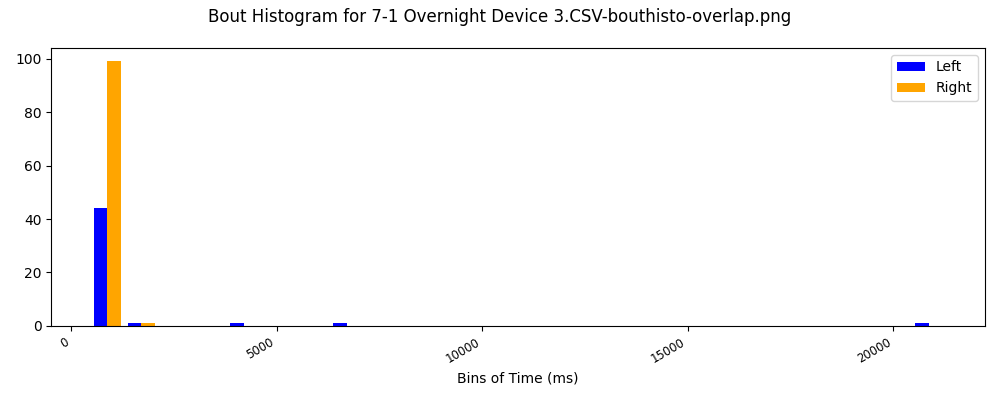 Bout Histogram for 7-1 Overnight Device 3.CSV-bouthisto-overlap.png
100
80
60
40
20
0
Left
Right
0
5000
10000
15000
20000
Bins of Time (ms)